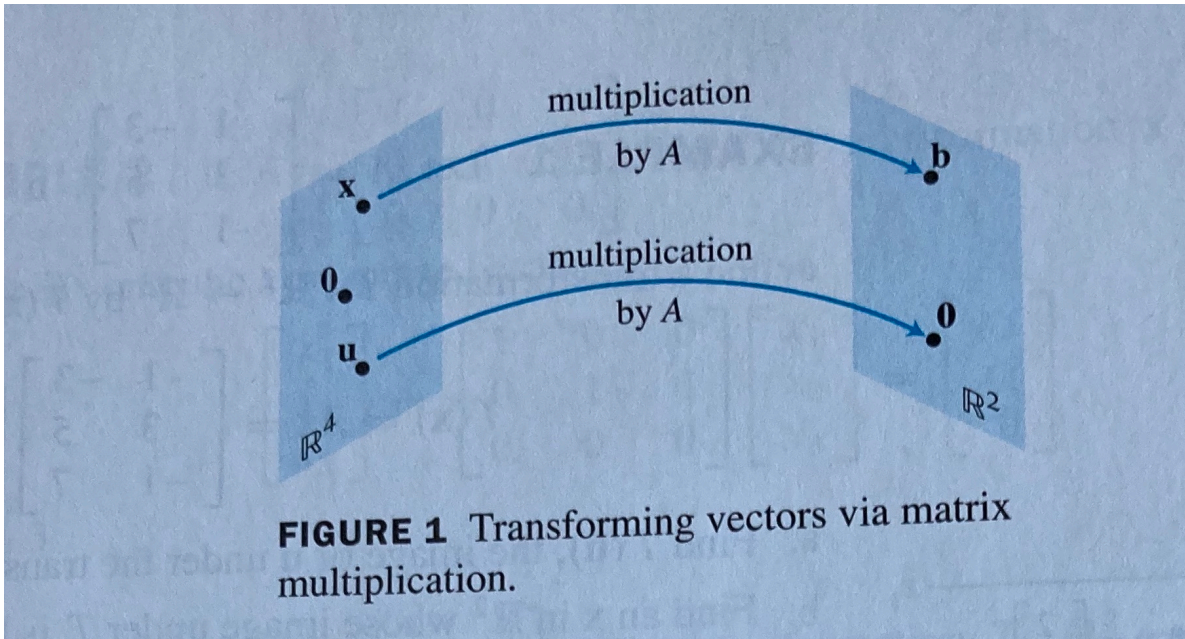 multiplication
by A
x
b
0
multiplication
by A
u
0
ℝ⁴
ℝ²
FIGURE 1 Transforming vectors via matrix
multiplication.